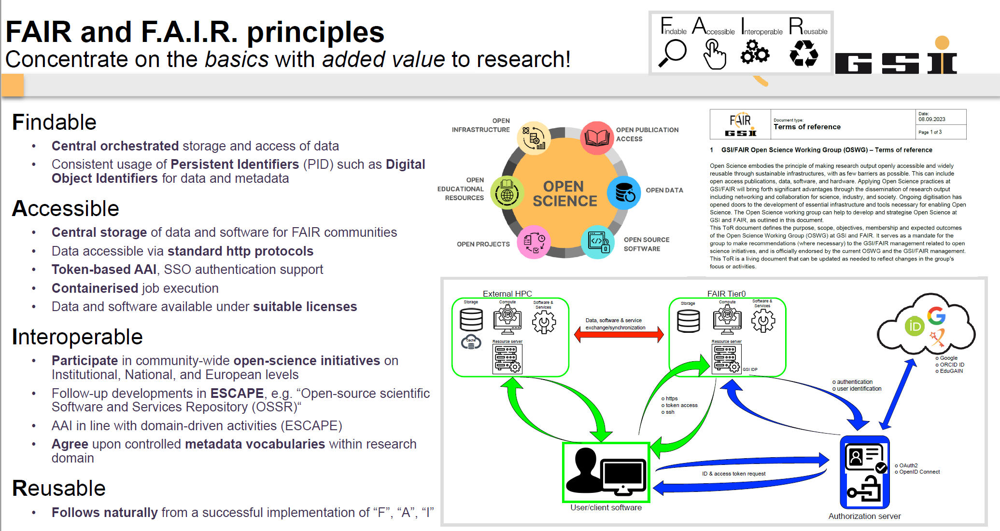 FAIR and F.A.I.R. principles
Concentrate on the basics with added value to research!
Findable Accessible Interoperable Reusable
GSI
Findable
• Central orchestrated storage and access of data
• Consistent usage of Persistent Identifiers (PID) such as Digital
Object Identifiers for data and metadata
Accessible
• Central storage of data and software for FAIR communities
• Data accessible via standard http protocols
• Token-based AAI, SSO authentication support
• Containerised job execution
• Data and software available under suitable licenses
Interoperable
• Participate in community-wide open-science initiatives on
Institutional, National, and European levels
• Follow-up developments in ESCAPE, e.g. “Open-source scientific
Software and Services Repository (OSSR)“
• AAI in line with domain-driven activities (ESCAPE)
• Agree upon controlled metadata vocabularies within research
domain
Reusable
• Follows naturally from a successful implementation of “F”, “A”, “I”
OPEN
INFRASTRUCTURE
OPEN PUBLICATION
ACCESS
OPEN
EDUCATIONAL
RESOURCES
OPEN
SCIENCE
OPEN DATA
OPEN PROJECTS
OPEN SOURCE
SOFTWARE
FAIR
GSI
Document type:
Terms of reference
Date:
08.09.2023
Page 1 of 3
1 GSI/FAIR Open Science Working Group (OSWG) – Terms of reference
Open Science embodies the principle of making research output openly accessible and widely
reusable through sustainable infrastructures, with as few barriers as possible. This can include
open access publications, data, software, and hardware. Applying Open Science practices at
GSI/FAIR will bring forth significant advantages through the dissemination of research output
including networking and collaboration for science, industry, and society. Ongoing digitisation has
opened doors to the development of essential infrastructure and tools necessary for enabling Open
Science. The Open Science working group can help to develop and strategise Open Science at
GSI and FAIR, as outlined in this document.
This ToR document defines the purpose, scope, objectives, membership and expected outcomes
of the Open Science Working Group (OSWG) at GSI and FAIR. It serves as a mandate for the
group to make recommendations (where necessary) to the GSI/FAIR management related to open
science initiatives, and is officially endorsed by the current OSWG and the GSI/FAIR management.
This ToR is a living document that can be updated as needed to reflect changes in the group's
focus or activities.
External HPC
Storage
Compute
Software &
Services
Cache
Resource server
Data, software & service
exchange/synchronization
FAIR Tier0
Storage
Compute
Software &
Services
Resource server
GSI IDP
iD
G
o Google
o ORCID ID
o EduGAIN
o authentication
o user identification
o https
o token access
o ssh
</>
ID & access token request
o OAuth2
o OpenID Connect
User/client software
Authorization server